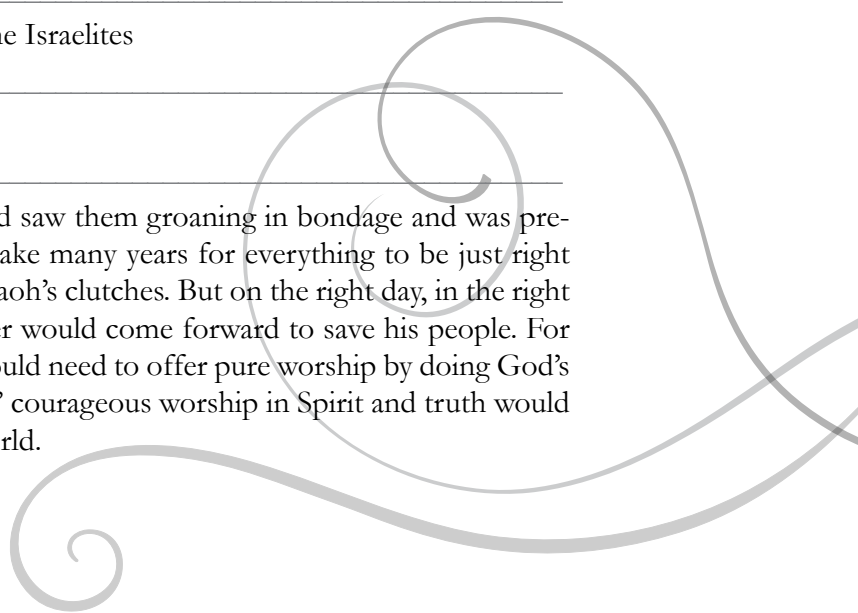 ne Israelites
d saw them groaning in bondage and was pre-
ake many years for everything to be just right
aoh’s clutches. But on the right day, in the right
er would come forward to save his people. For
ould need to offer pure worship by doing God’s
’ courageous worship in Spirit and truth would
rld.